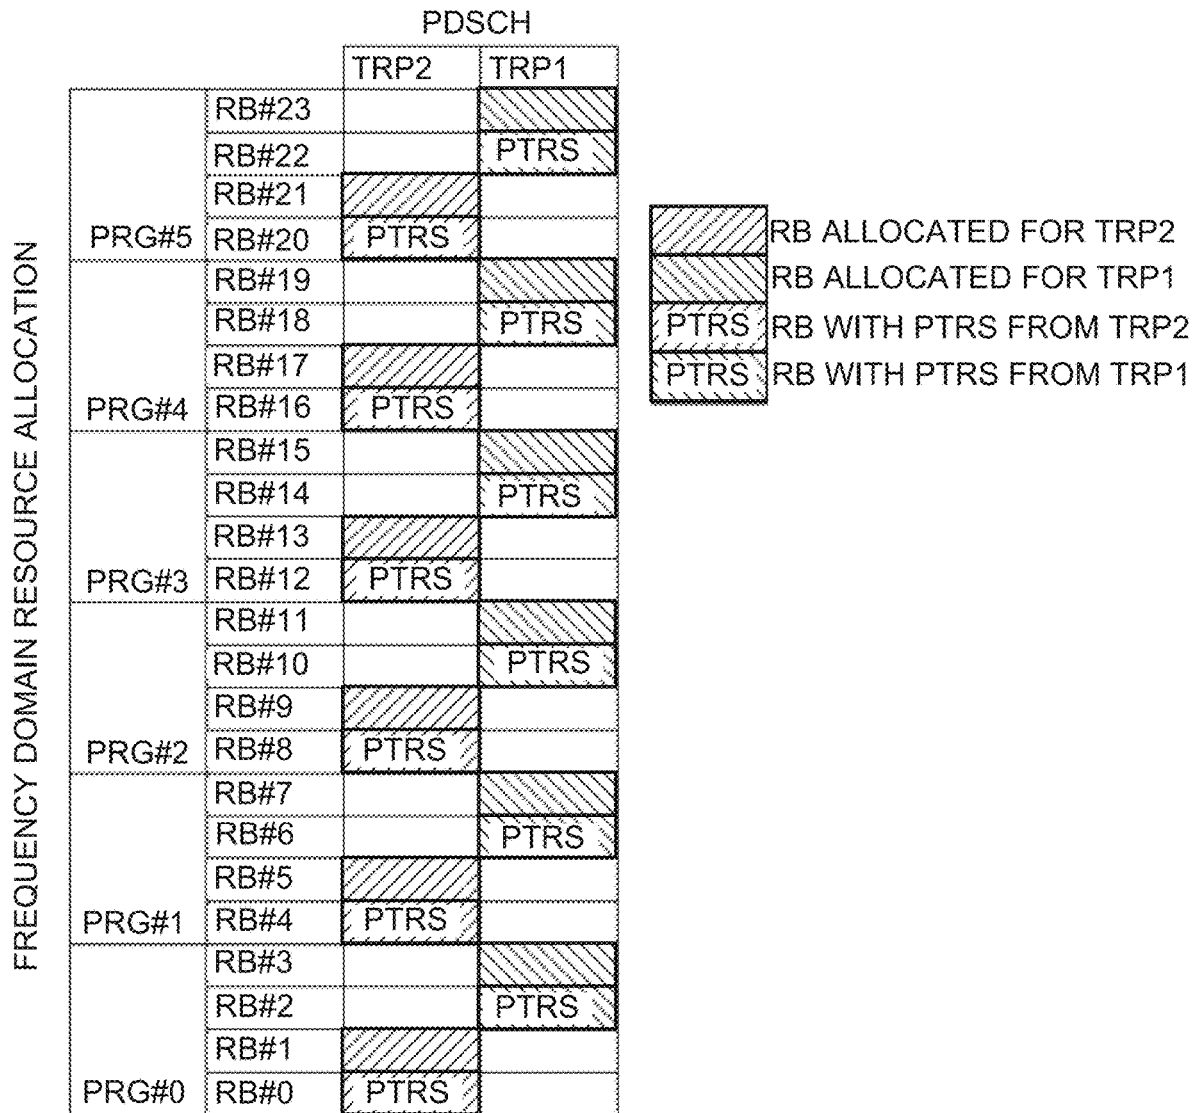 PDSCH
TRP2 TRP1
FREQUENCY DOMAIN RESOURCE ALLOCATION
RB#23
RB#22 PTRS
RB#21
PRG#5 RB#20 PTRS
RB#19
RB#18 PTRS
RB#17
PRG#4 RB#16 PTRS
RB#15
RB#14 PTRS
RB#13
PRG#3 RB#12 PTRS
RB#11
RB#10 PTRS
RB#9
PRG#2 RB#8 PTRS
RB#7
RB#6 PTRS
RB#5
PRG#1 RB#4 PTRS
RB#3
RB#2 PTRS
RB#1
PRG#0 RB#0 PTRS
RB ALLOCATED FOR TRP2
RB ALLOCATED FOR TRP1
PTRS RB WITH PTRS FROM TRP2
PTRS RB WITH PTRS FROM TRP1